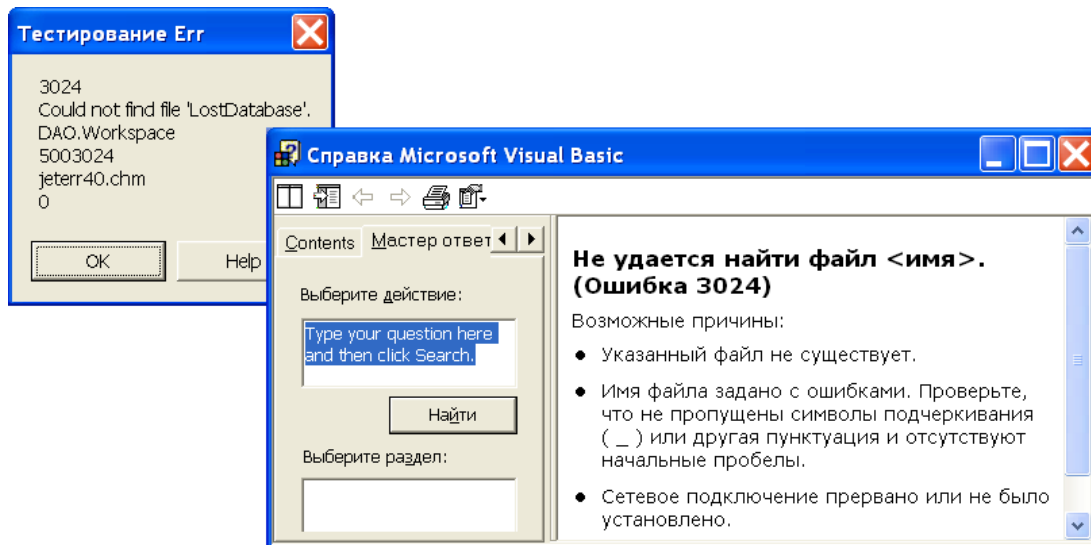 Тестирование Err
3024
Could not find file 'LostDatabase'.
DAO.Workspace
5003024
jeterr40.chm
0
OK
Help
Справка Microsoft Visual Basic
Contents
Мастер ответ
Выберите действие:
Type your question here
and then click Search.
Найти
Выберите раздел:
Не удается найти файл <имя>.
(Ошибка 3024)
Возможные причины:
● Указанный файл не существует.
● Имя файла задано с ошибками. Проверьте,
что не пропущены символы подчеркивания
( _ ) или другая пунктуация и отсутствуют
начальные пробелы.
● Сетевое подключение прервано или не было
установлено.